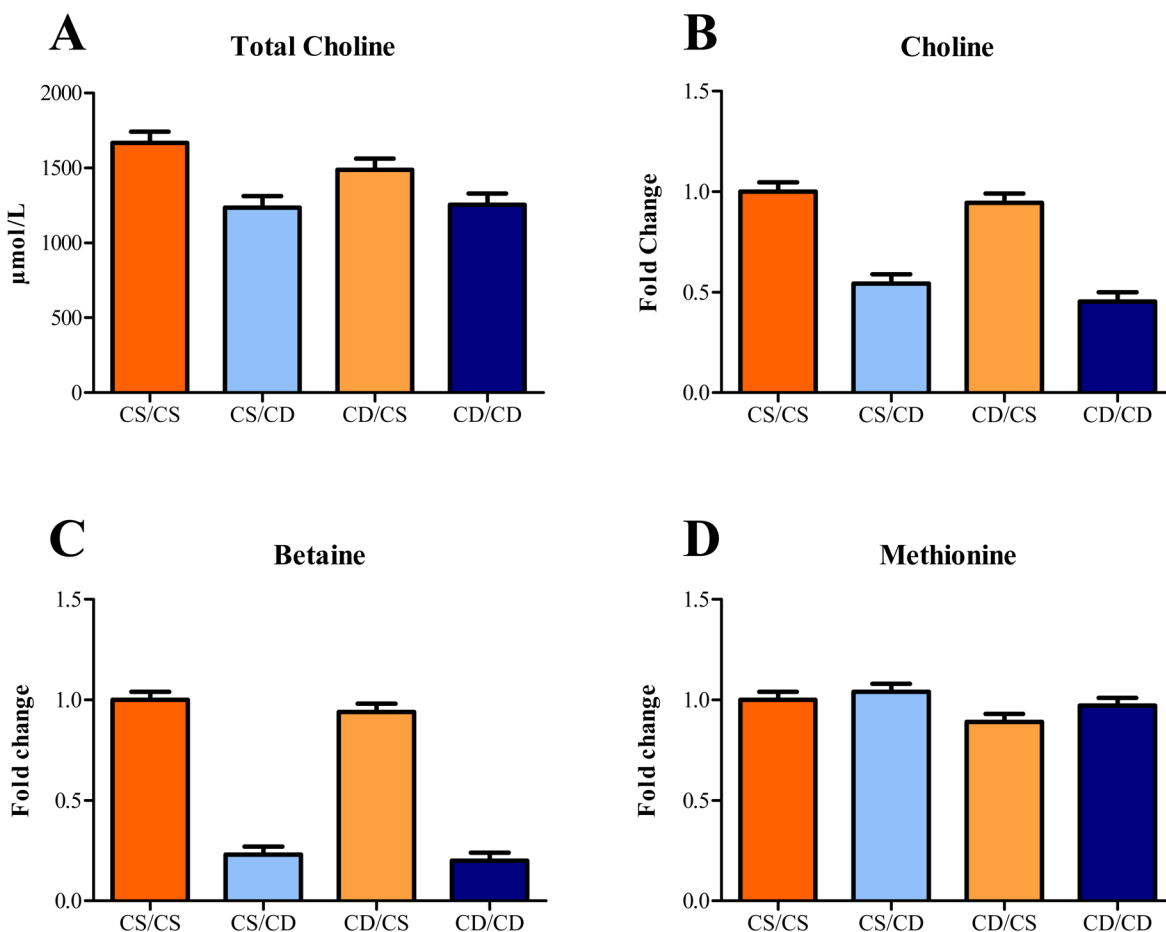 A
Total Choline
µmol/L
2000
1500
1000
500
0
CS/CS CS/CD CD/CS CD/CD
B
Choline
Fold Change
1.5
1.0
0.5
0.0
CS/CS CS/CD CD/CS CD/CD
C
Betaine
Fold change
1.5
1.0
0.5
0.0
CS/CS CS/CD CD/CS CD/CD
D
Methionine
Fold change
1.5
1.0
0.5
0.0
CS/CS CS/CD CD/CS CD/CD